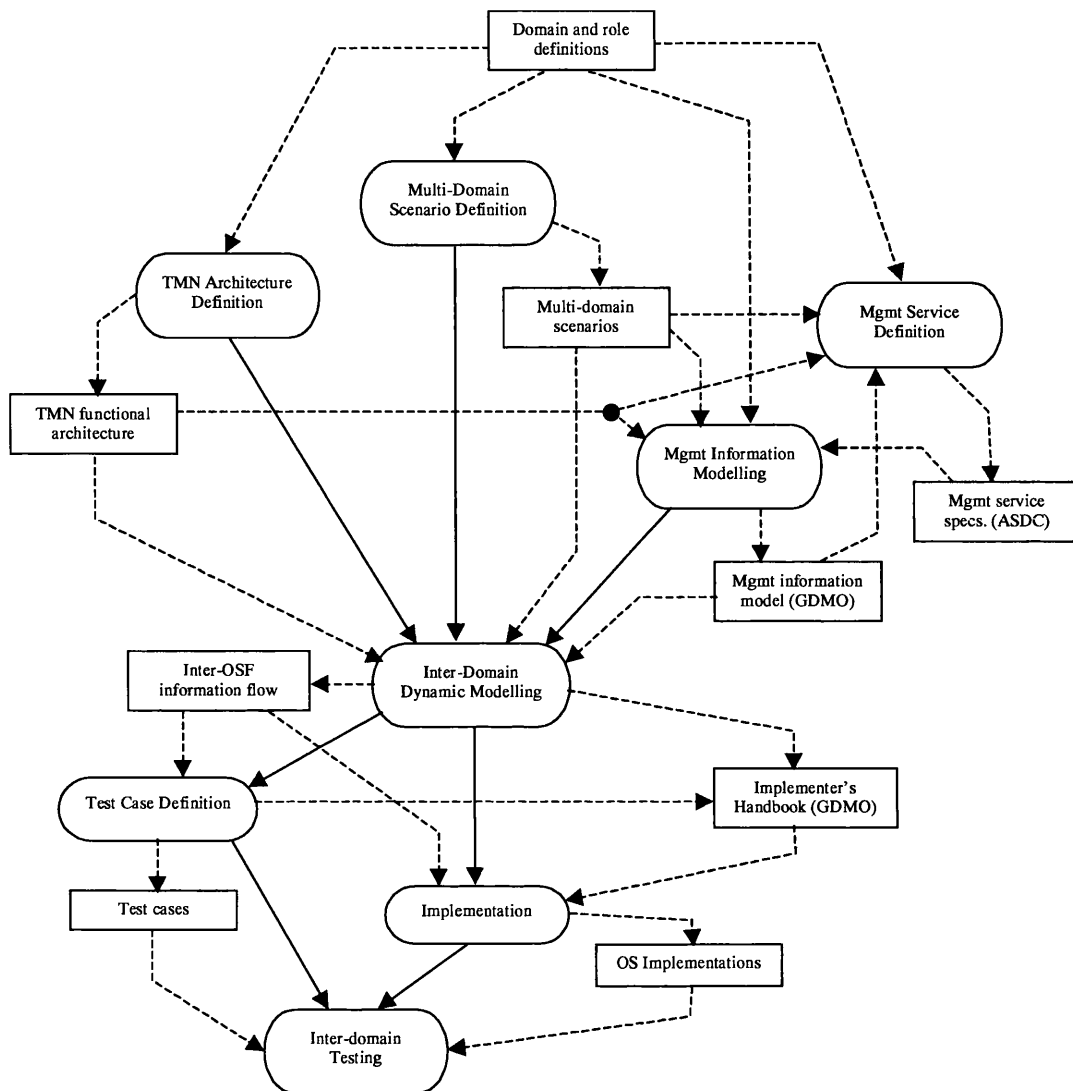 Domain and role
definitions
Multi-Domain
Scenario Definition
TMN Architecture
Definition
Multi-domain
scenarios
Mgmt Service
Definition
TMN functional
architecture
Mgmt Information
Modelling
Mgmt service
specs. (ASDC)
Mgmt information
model (GDMO)
Inter-OSF
information flow
Inter-Domain
Dynamic Modelling
Test Case Definition
Implementer's
Handbook (GDMO)
Test cases
Implementation
OS Implementations
Inter-domain
Testing